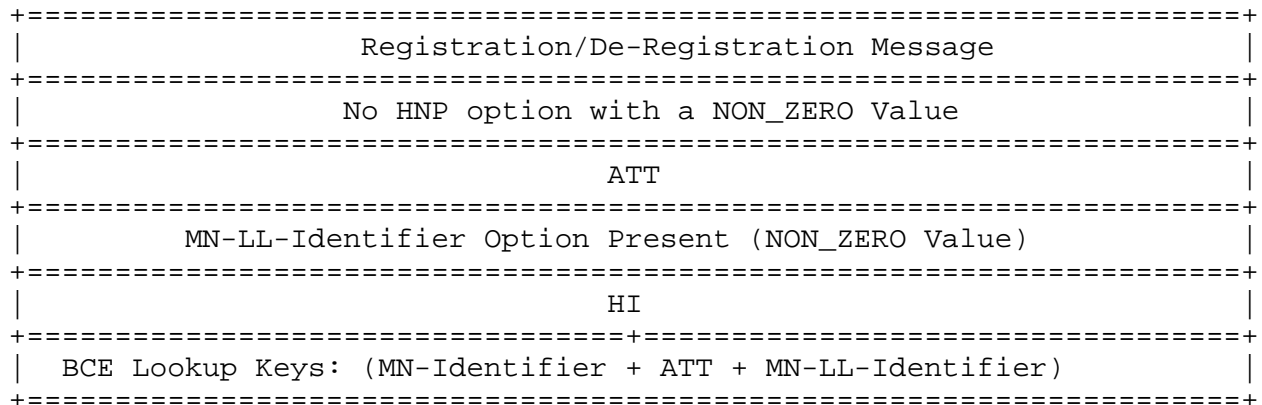 +=====================================================================+
|                   Registration/De-Registration Message              |
+=====================================================================+
|                  No HNP option with a NON_ZERO Value                |
+=====================================================================+
|                                 ATT                                 |
+=====================================================================+
|         MN-LL-Identifier Option Present (NON_ZERO Value)            |
+=====================================================================+
|                                 HI                                  |
+==================================+==================================+
|  BCE Lookup Keys: (MN-Identifier + ATT + MN-LL-Identifier)          |
+=====================================================================+